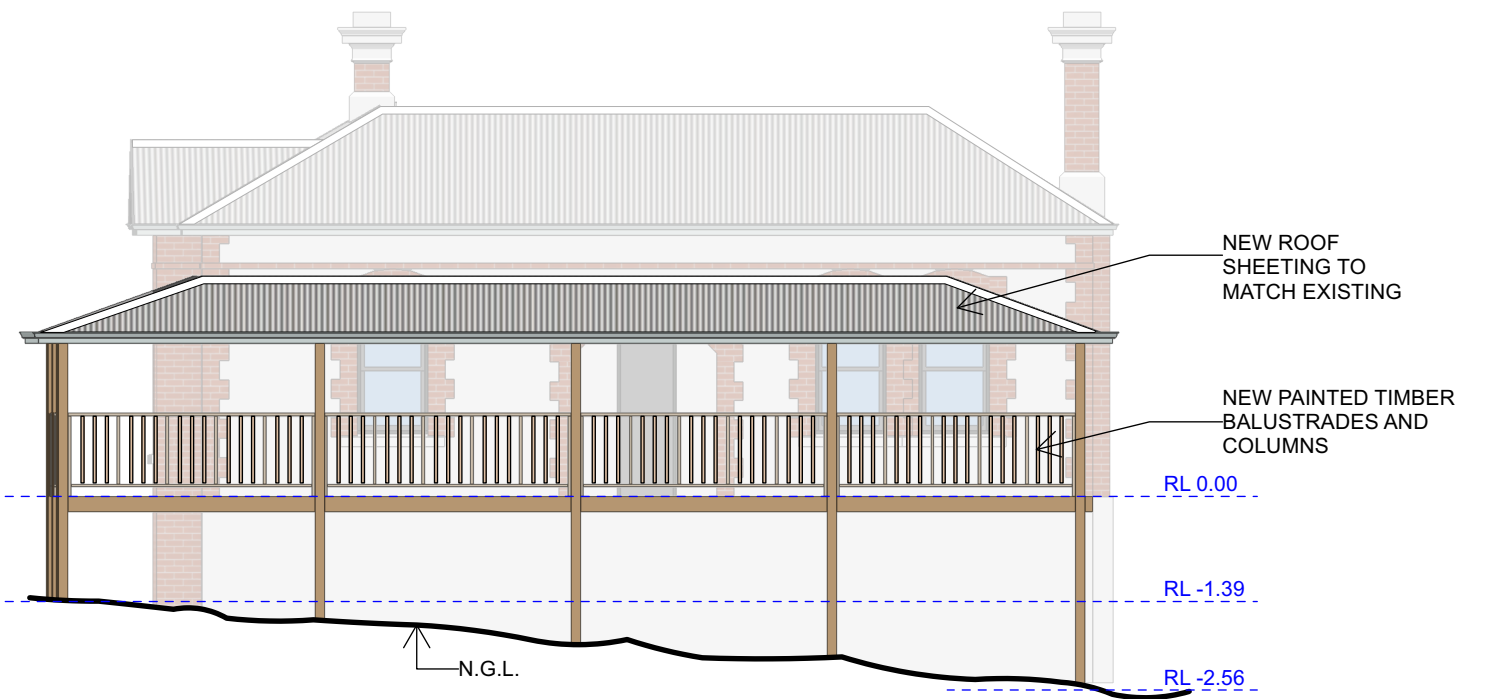 NEW ROOF
SHEETING TO
MATCH EXISTING
NEW PAINTED TIMBER
BALUSTRADES AND
COLUMNS
RL 0.00
RL -1.39
N.G.L.
RL -2.56